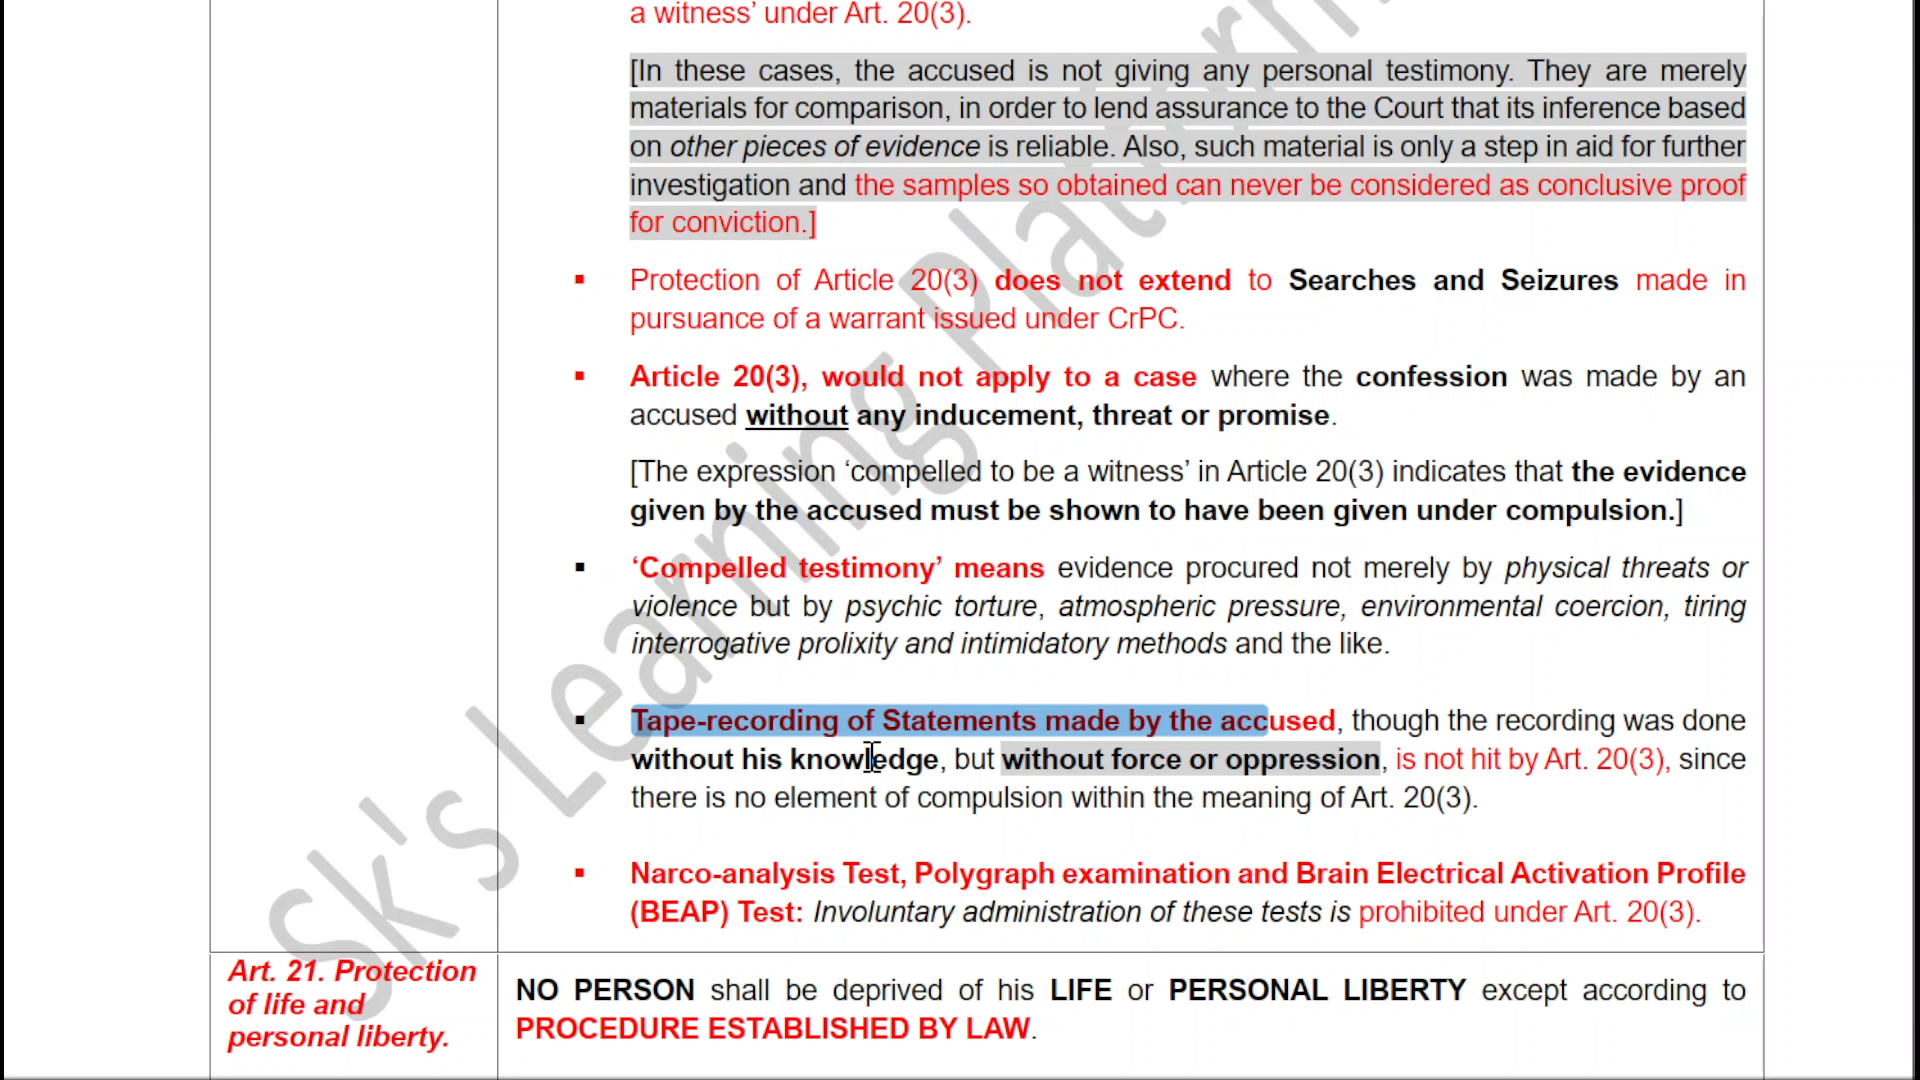 a witness’ under Art. 20(3).
[In these cases, the accused is not giving any personal testimony. They are merely
materials for comparison, in order to lend assurance to the Court that its inference based
on other pieces of evidence is reliable. Also, such material is only a step in aid for further
investigation and the samples so obtained can never be considered as conclusive proof
for conviction.]
▪ Protection of Article 20(3) does not extend to Searches and Seizures made in
pursuance of a warrant issued under CrPC.
▪ Article 20(3), would not apply to a case where the confession was made by an
accused without any inducement, threat or promise.
[The expression ‘compelled to be a witness’ in Article 20(3) indicates that the evidence
given by the accused must be shown to have been given under compulsion.]
▪ ‘Compelled testimony’ means evidence procured not merely by physical threats or
violence but by psychic torture, atmospheric pressure, environmental coercion, tiring
interrogative prolixity and intimidatory methods and the like.
▪ Tape-recording of Statements made by the accused, though the recording was done
without his knowledge, but without force or oppression, is not hit by Art. 20(3), since
there is no element of compulsion within the meaning of Art. 20(3).
▪ Narco-analysis Test, Polygraph examination and Brain Electrical Activation Profile
(BEAP) Test: Involuntary administration of these tests is prohibited under Art. 20(3).
Art. 21. Protection
of life and
personal liberty.
NO PERSON shall be deprived of his LIFE or PERSONAL LIBERTY except according to
PROCEDURE ESTABLISHED BY LAW.
Sk's Learning